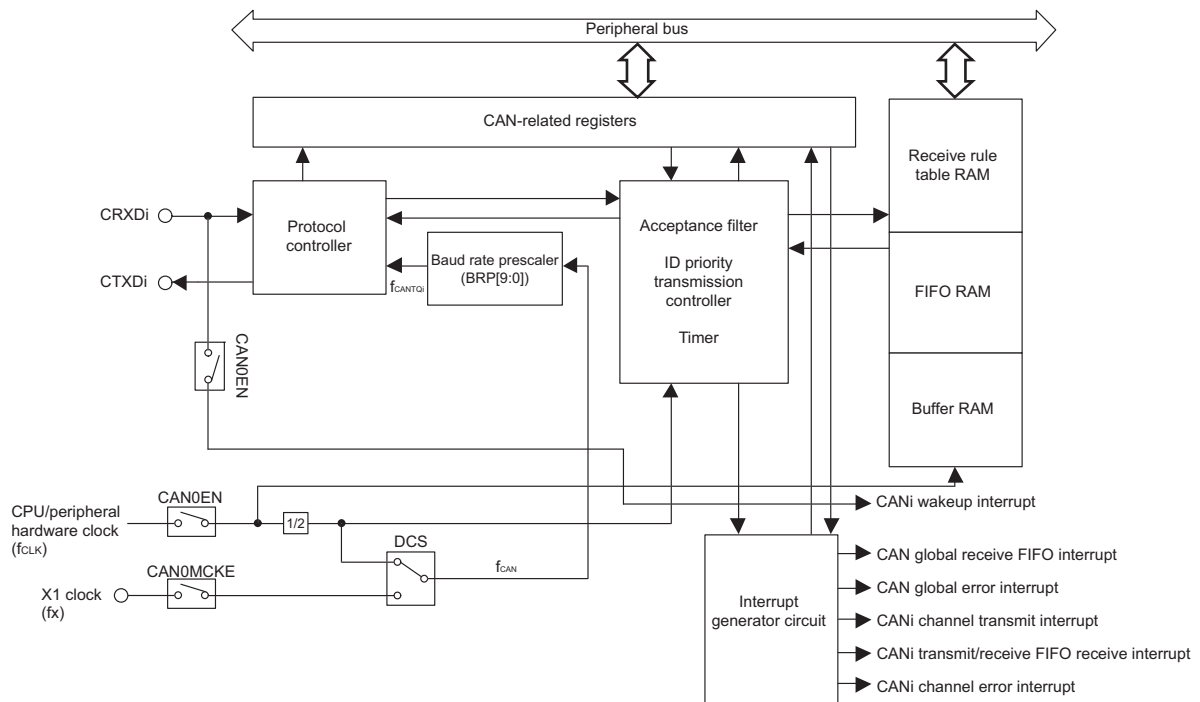 Peripheral bus
CAN-related registers
Receive rule
table RAM
FIFO RAM
Buffer RAM
CRXDi
CTXDi
Protocol
controller
Baud rate prescaler
(BRP[9:0])
fCANTQi
Acceptance filter
ID priority
transmission
controller
Timer
CAN0EN
CPU/peripheral
hardware clock
(fCLK)
CAN0EN
1/2
X1 clock
(fx)
CAN0MCKE
DCS
fCAN
Interrupt
generator circuit
CANi wakeup interrupt
CAN global receive FIFO interrupt
CAN global error interrupt
CANi channel transmit interrupt
CANi transmit/receive FIFO receive interrupt
CANi channel error interrupt